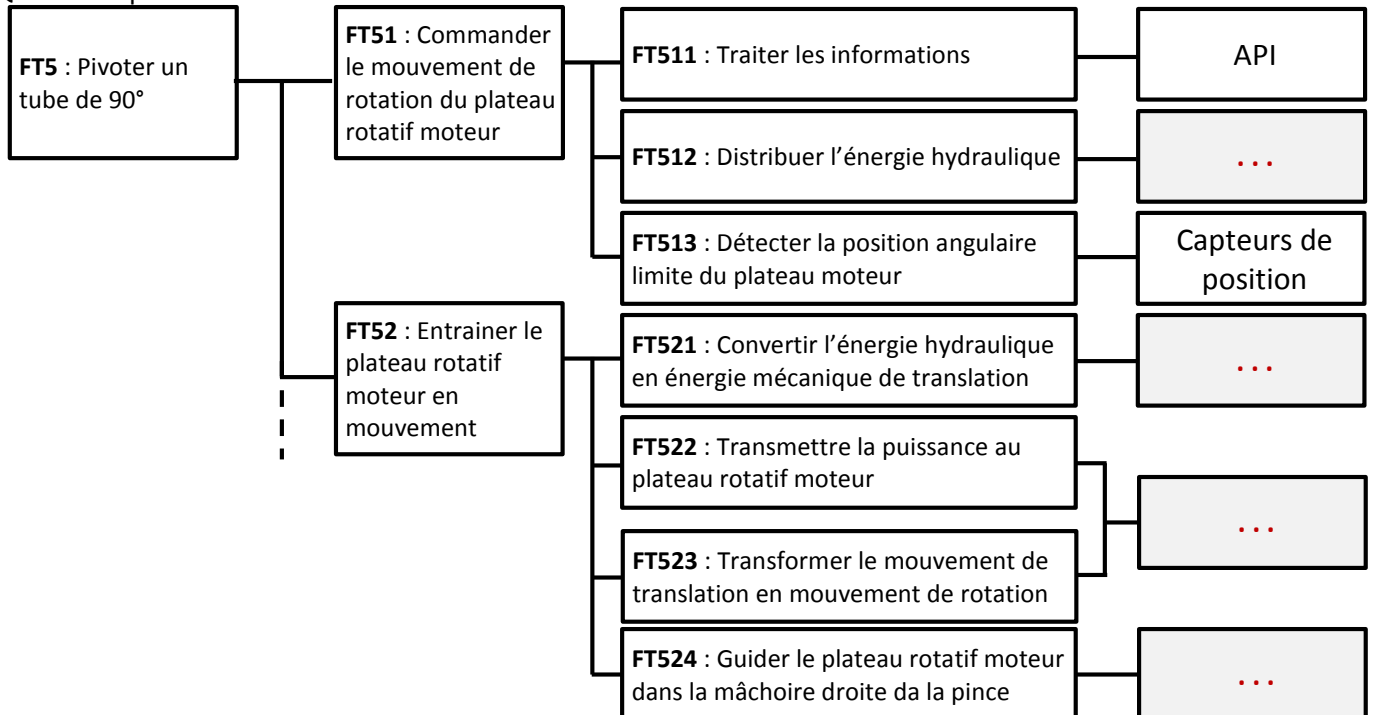 FT5 : Pivoter un
tube de 90°
FT51 : Commander
le mouvement de
rotation du plateau
rotatif moteur
FT511 : Traiter les informations
API
FT512 : Distribuer l'énergie hydraulique
...
FT513 : Détecter la position angulaire
limite du plateau moteur
Capteurs de
position
FT52 : Entrainer le
plateau rotatif
moteur en
mouvement
FT521 : Convertir l'énergie hydraulique
en énergie mécanique de translation
...
FT522 : Transmettre la puissance au
plateau rotatif moteur
FT523 : Transformer le mouvement de
translation en mouvement de rotation
...
FT524 : Guider le plateau rotatif moteur
dans la mâchoire droite da la pince
...